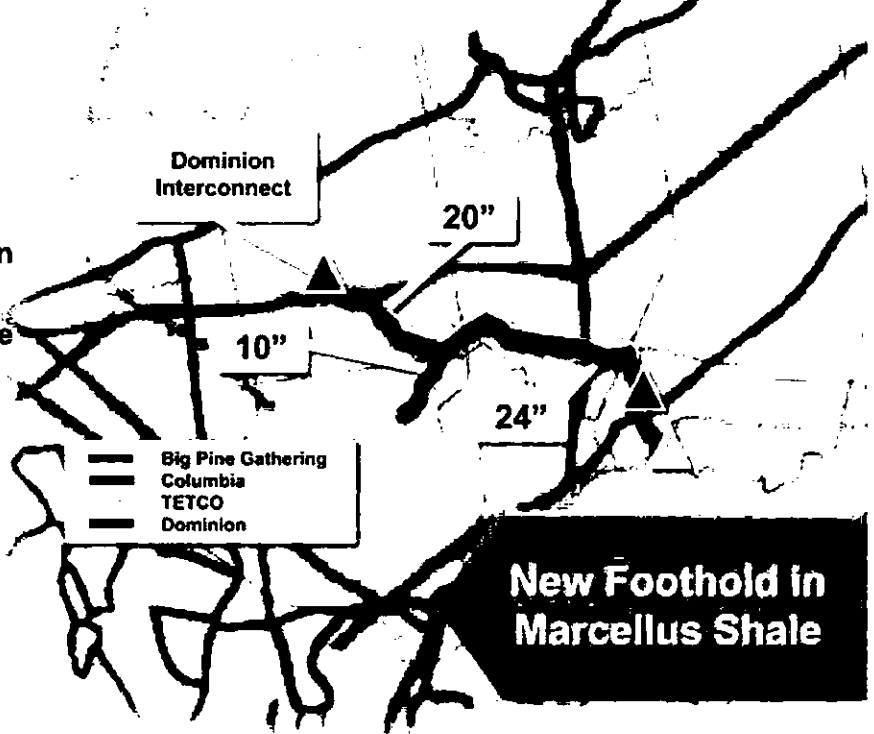 Dominion
Interconnect
20”
n
e
10”
24”
Big Pine Gathering
Columbia
TETCO
Dominion
New Foothold in
Marcellus Shale